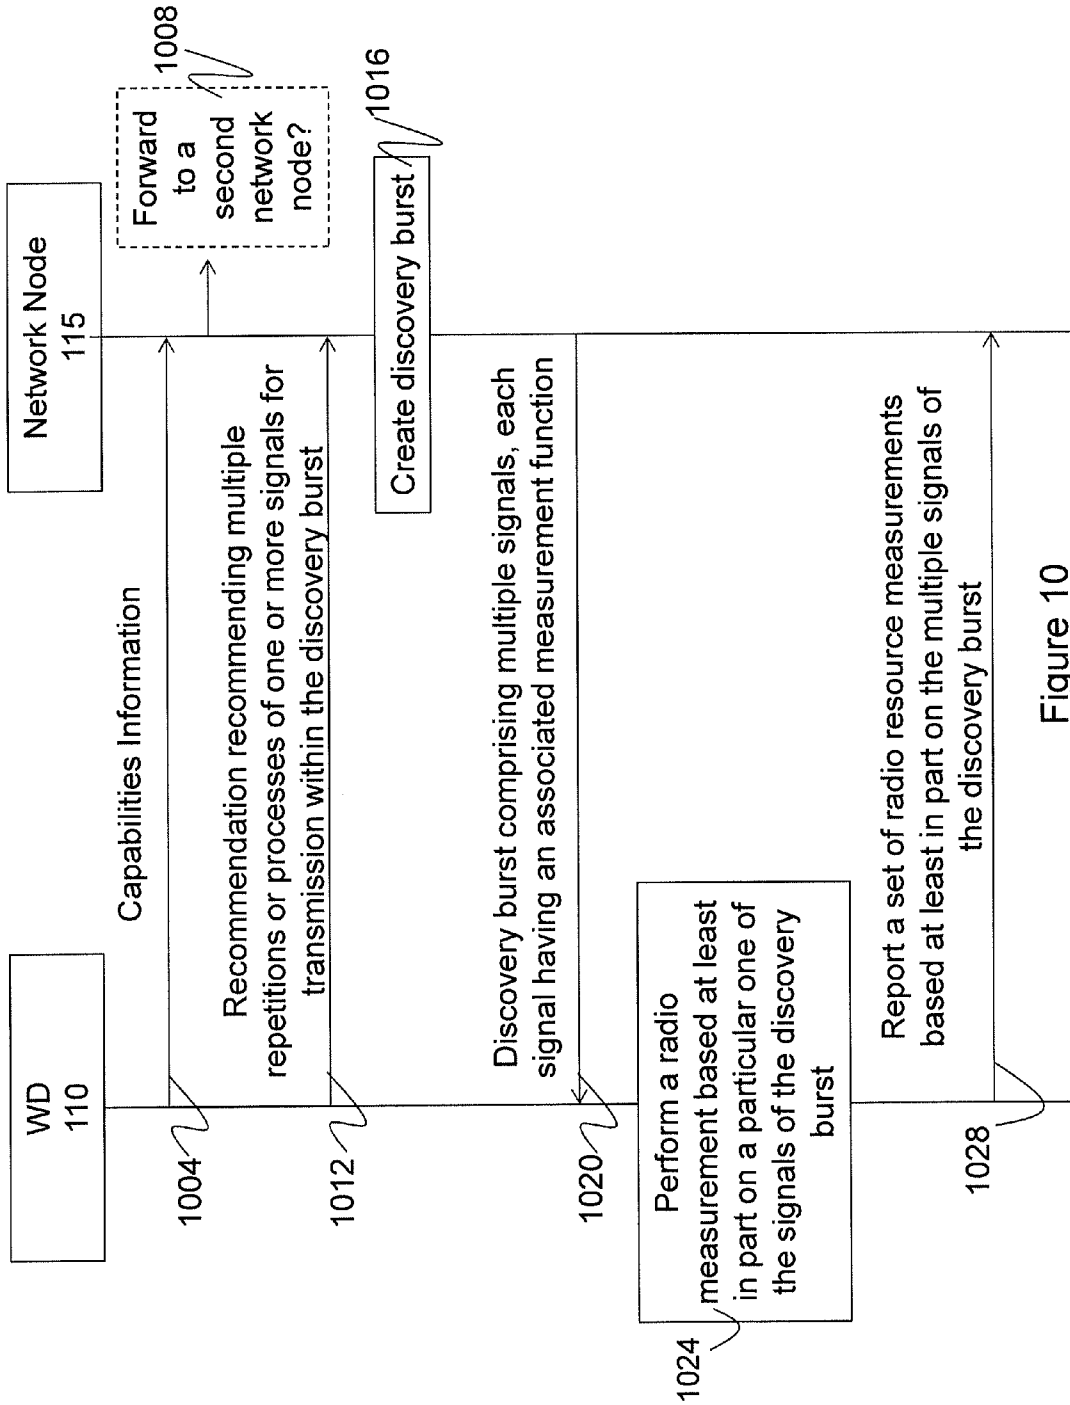 WD
110
Network Node
115
Capabilities Information
1004
Forward
to a
second
network
node?
1008
Recommendation recommending multiple
repetitions or processes of one or more signals for
transmission within the discovery burst
1012
Create discovery burst
1016
Discovery burst comprising multiple signals, each
signal having an associated measurement function
1020
Perform a radio
measurement based at least
in part on a particular one of
the signals of the discovery
burst
1024
Report a set of radio resource measurements
based at least in part on the multiple signals of
the discovery burst
1028
Figure 10